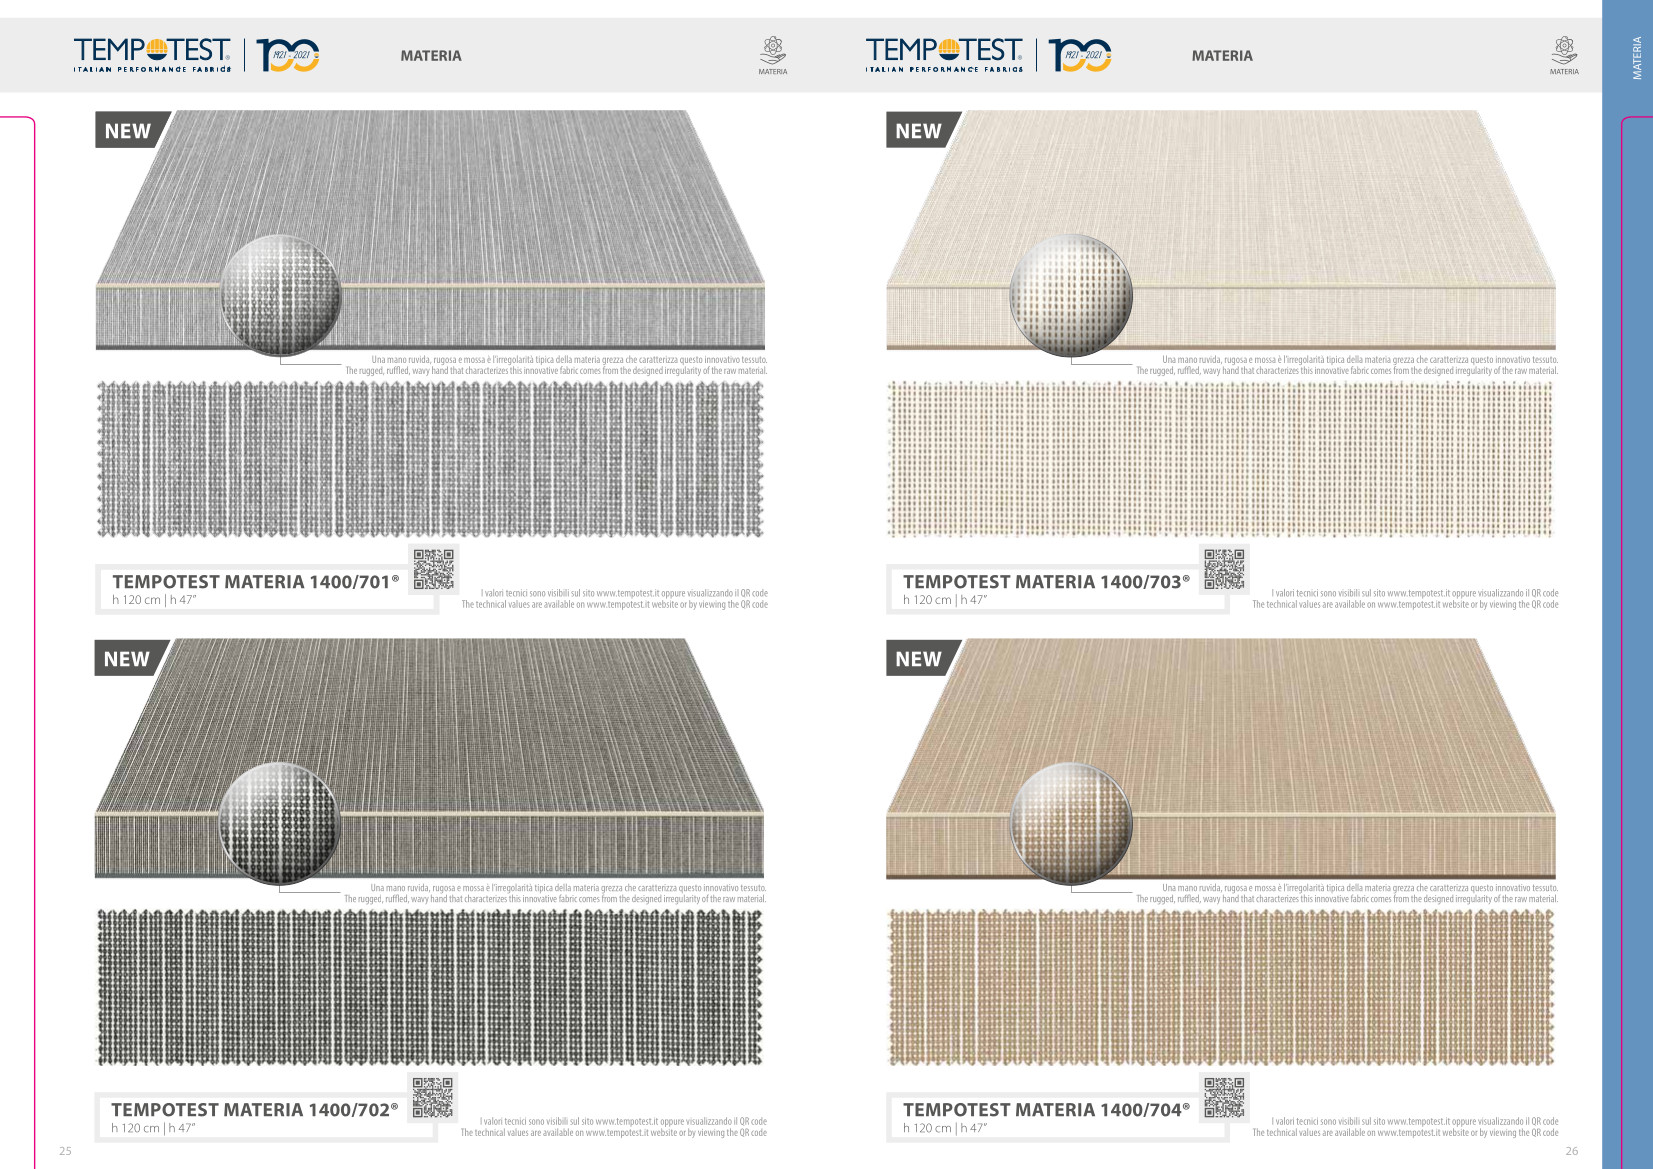 TEMPOTEST®
ITALIAN PERFORMANCE FABRICS
100
1921 - 2021
MATERIA
MATERIA
NEW
Una mano ruvida, rugosa e mossa è l'irregolarità tipica della materia grezza che caratterizza questo innovativo tessuto.
The rugged, ruffled, wavy hand that characterizes this innovative fabric comes from the designed irregularity of the raw material.
TEMPOTEST MATERIA 1400/701®
h 120 cm | h 47”
I valori tecnici sono visibili sul sito www.tempotest.it oppure visualizzando il QR code
The technical values are available on www.tempotest.it website or by viewing the QR code
NEW
Una mano ruvida, rugosa e mossa è l'irregolarità tipica della materia grezza che caratterizza questo innovativo tessuto.
The rugged, ruffled, wavy hand that characterizes this innovative fabric comes from the designed irregularity of the raw material.
TEMPOTEST MATERIA 1400/702®
h 120 cm | h 47”
I valori tecnici sono visibili sul sito www.tempotest.it oppure visualizzando il QR code
The technical values are available on www.tempotest.it website or by viewing the QR code
25
TEMPOTEST®
ITALIAN PERFORMANCE FABRICS
100
1921 - 2021
MATERIA
MATERIA
MATERIA
NEW
Una mano ruvida, rugosa e mossa è l'irregolarità tipica della materia grezza che caratterizza questo innovativo tessuto.
The rugged, ruffled, wavy hand that characterizes this innovative fabric comes from the designed irregularity of the raw material.
TEMPOTEST MATERIA 1400/703®
h 120 cm | h 47”
I valori tecnici sono visibili sul sito www.tempotest.it oppure visualizzando il QR code
The technical values are available on www.tempotest.it website or by viewing the QR code
NEW
Una mano ruvida, rugosa e mossa è l'irregolarità tipica della materia grezza che caratterizza questo innovativo tessuto.
The rugged, ruffled, wavy hand that characterizes this innovative fabric comes from the designed irregularity of the raw material.
TEMPOTEST MATERIA 1400/704®
h 120 cm | h 47”
I valori tecnici sono visibili sul sito www.tempotest.it oppure visualizzando il QR code
The technical values are available on www.tempotest.it website or by viewing the QR code
26